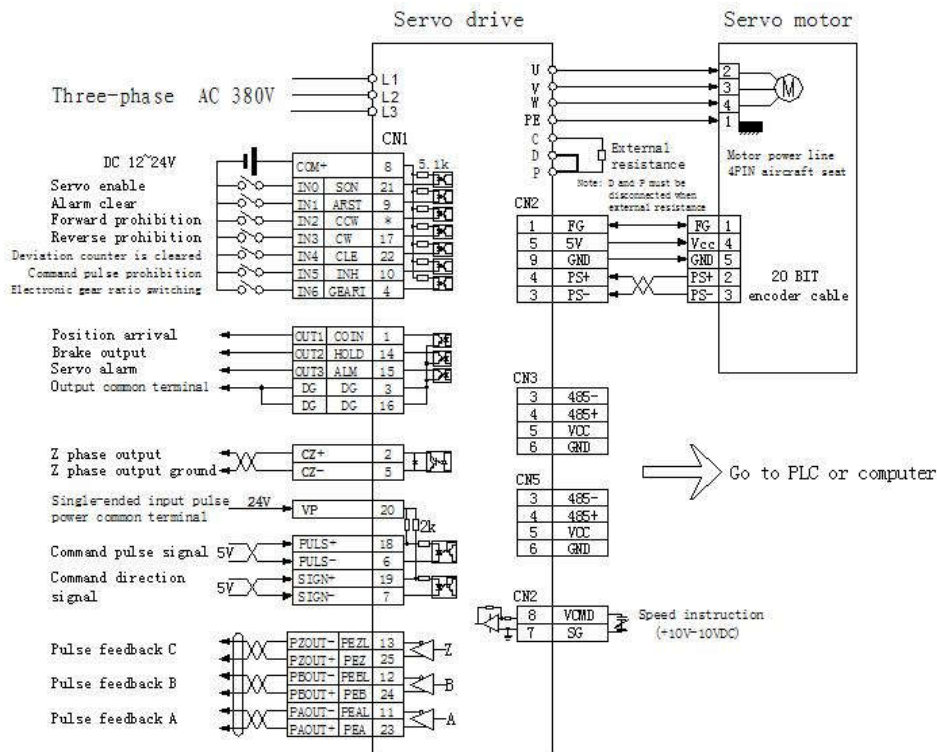 Servo drive
Servo motor
Three-phase AC 380V
L1
L2
L3
CN1
DC 12~24V
COM+ 8 5.1k
Servo enable IN0 SON 21
Alarm clear IN1 ARST 9
Forward prohibition IN2 CCW *
Reverse prohibition IN3 CW 17
Deviation counter is cleared IN4 CLE 22
Command pulse prohibition IN5 INH 10
Electronic gear ratio switching IN6 GEAR1 4
Position arrival OUT1 COIN 1
Brake output OUT2 HOLD 14
Servo alarm OUT3 ALM 15
Output common terminal DG DG 3
DG DG 16
Z phase output CZ+ 2
Z phase output ground CZ- 5
Single-ended input pulse
power common terminal
24V VP 20
2k
Command pulse signal 5V PULS+ 18
PULS- 6
Command direction
signal
5V SIGN+ 19
SIGN- 7
Pulse feedback C PZOUT- PEZL 13 Z
PZOUT+ PEZ 25
Pulse feedback B PBOUT- PEBL 12 B
PBOUT+ PEB 24
Pulse feedback A PAOUT- PEAL 11 A
PAOUT+ PEA 23
U 2
V 3 M
W 4
PE 1
C
D
P
External
resistance
Note: D and P must be
disconnected when
external resistance
Motor power line
4PIN aircraft seat
CN2
1 FG FG 1
5 5V Vcc 4
9 GND GND 5
4 PS+ PS+ 2
3 PS- PS- 3
20 BIT
encoder cable
CN3
3 485-
4 485+
5 VCC
6 GND
Go to PLC or computer
CN5
3 485-
4 485+
5 VCC
6 GND
CN2
8 VCMD
7 SG
Speed instruction
(+10V-10VDC)